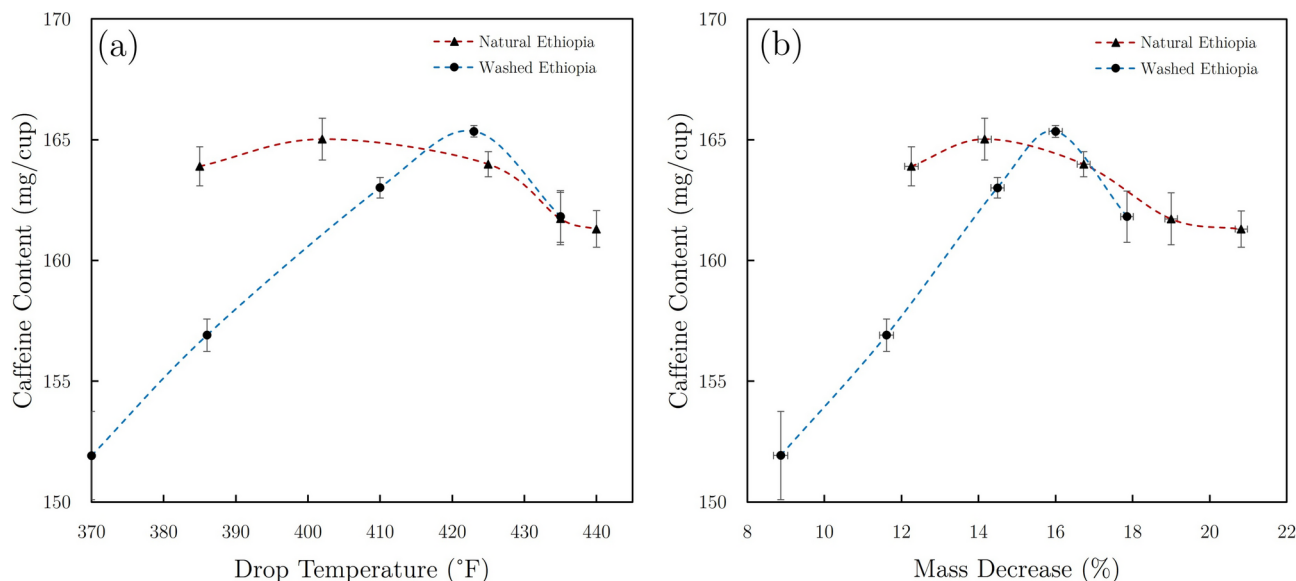 (a)
Natural Ethiopia
Washed Ethiopia
170
165
160
155
150
Caffeine Content (mg/cup)
370 380 390 400 410 420 430 440
Drop Temperature (°F)
(b)
Natural Ethiopia
Washed Ethiopia
170
165
160
155
150
Caffeine Content (mg/cup)
8 10 12 14 16 18 20 22
Mass Decrease (%)